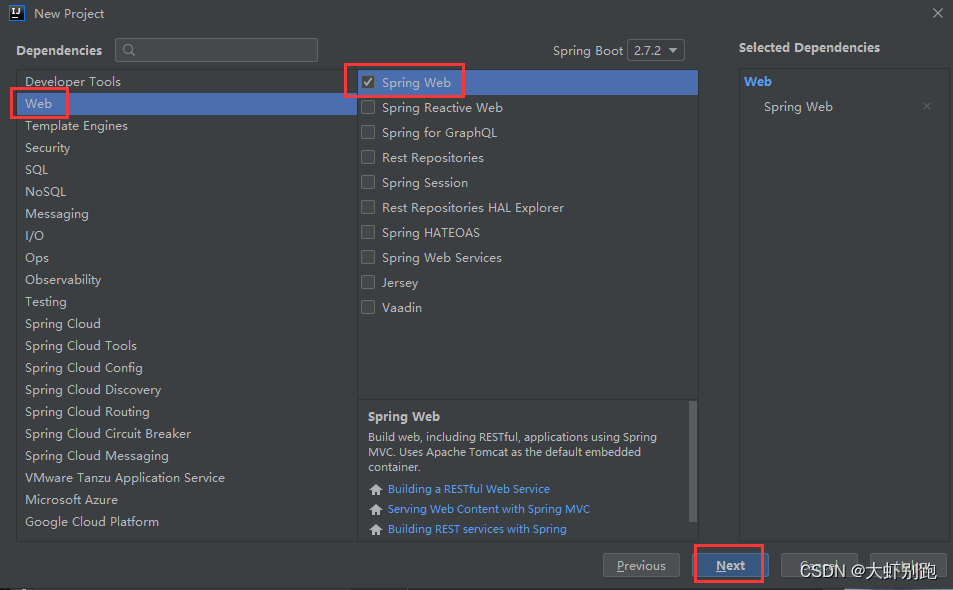 New Project
Dependencies
Spring Boot 2.7.2
Developer Tools
Web
Template Engines
Security
SQL
NoSQL
Messaging
I/O
Ops
Observability
Testing
Spring Cloud
Spring Cloud Tools
Spring Cloud Config
Spring Cloud Discovery
Spring Cloud Routing
Spring Cloud Circuit Breaker
Spring Cloud Messaging
VMware Tanzu Application Service
Microsoft Azure
Google Cloud Platform
Spring Web
Spring Reactive Web
Spring for GraphQL
Rest Repositories
Spring Session
Rest Repositories HAL Explorer
Spring HATEOAS
Spring Web Services
Jersey
Vaadin
Spring Web
Build web, including RESTful, applications using Spring
MVC. Uses Apache Tomcat as the default embedded
container.
Building a RESTful Web Service
Serving Web Content with Spring MVC
Building REST services with Spring
Selected Dependencies
Web
Spring Web
Previous
Next
CSDN @大虾别跑